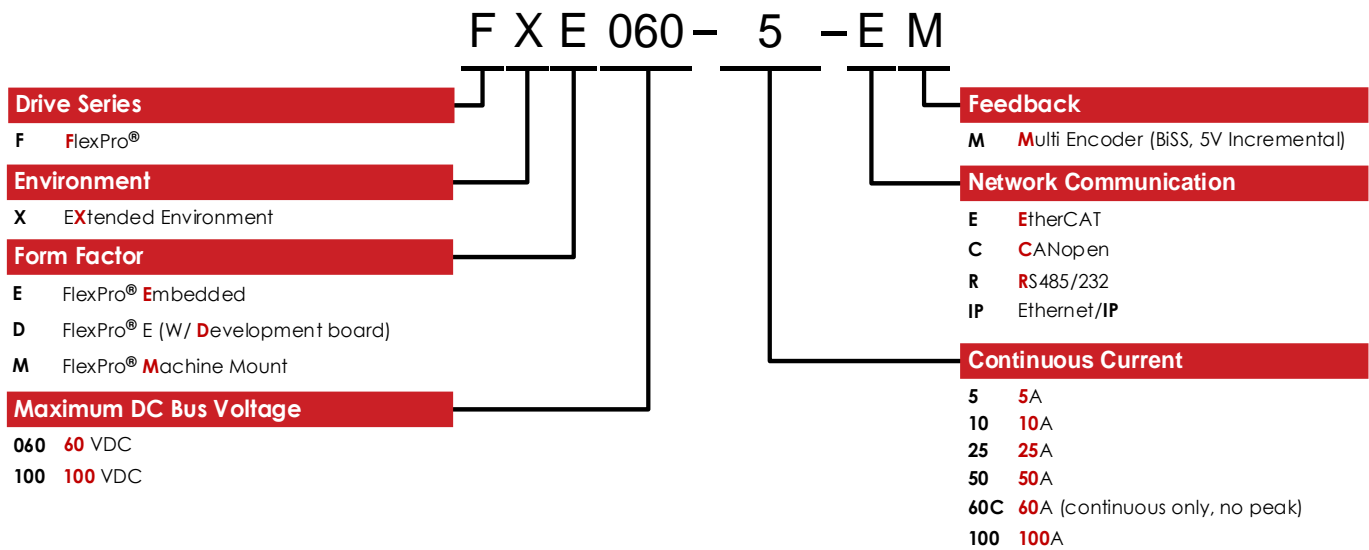 F X E 060 – 5 – E M
Drive Series
F FlexPro®
Environment
X EXtended Environment
Form Factor
E FlexPro® Embedded
D FlexPro® E (W/ Development board)
M FlexPro® Machine Mount
Maximum DC Bus Voltage
060 60 VDC
100 100 VDC
Feedback
M Multi Encoder (BiSS, 5V Incremental)
Network Communication
E EtherCAT
C CANopen
R RS485/232
IP Ethernet/IP
Continuous Current
5 5A
10 10A
25 25A
50 50A
60C 60A (continuous only, no peak)
100 100A